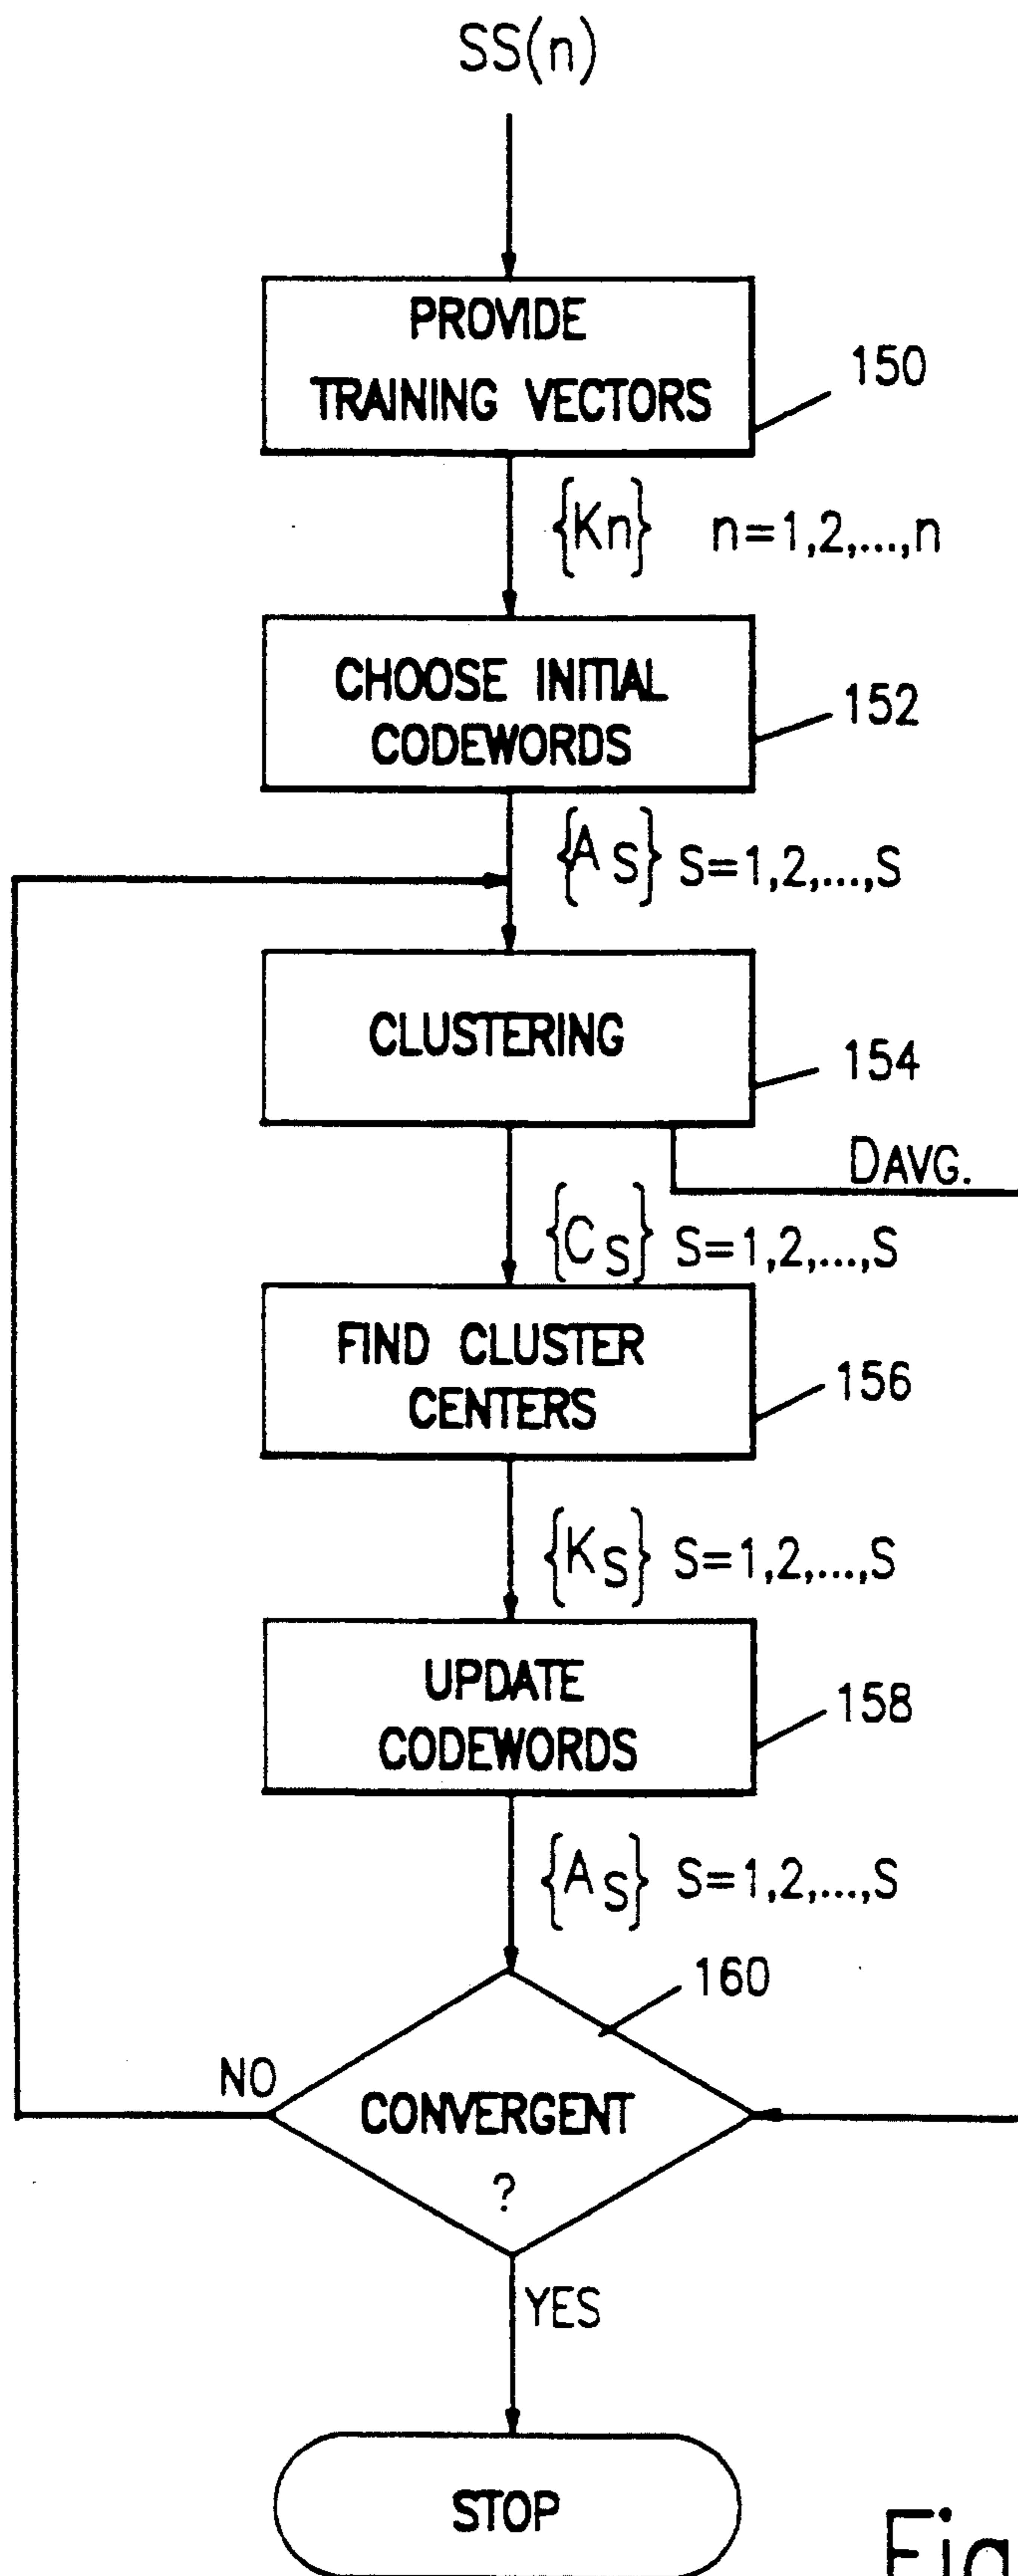 SS(n)
PROVIDE
TRAINING VECTORS
150
{Kn} n=1,2,...,n
CHOOSE INITIAL
CODEWORDS
152
{AS} S=1,2,...,S
CLUSTERING
154
DAVG.
{CS} S=1,2,...,S
FIND CLUSTER
CENTERS
156
{KS} S=1,2,...,S
UPDATE
CODEWORDS
158
{AS} S=1,2,...,S
160
NO
CONVERGENT
?
YES
STOP
Fig